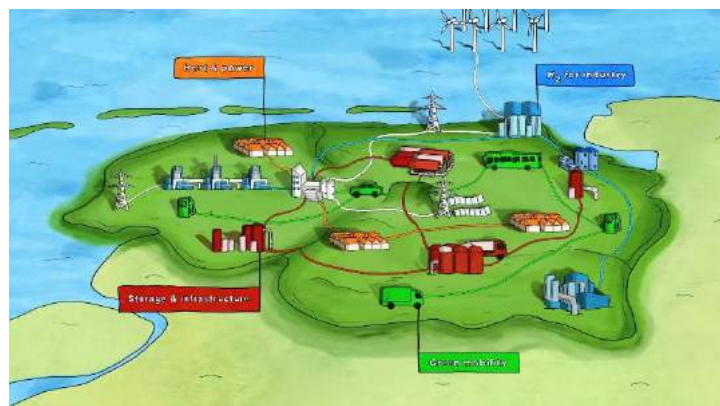 Heat & power
H₂ for industry
Storage & infrastructure
Green mobility